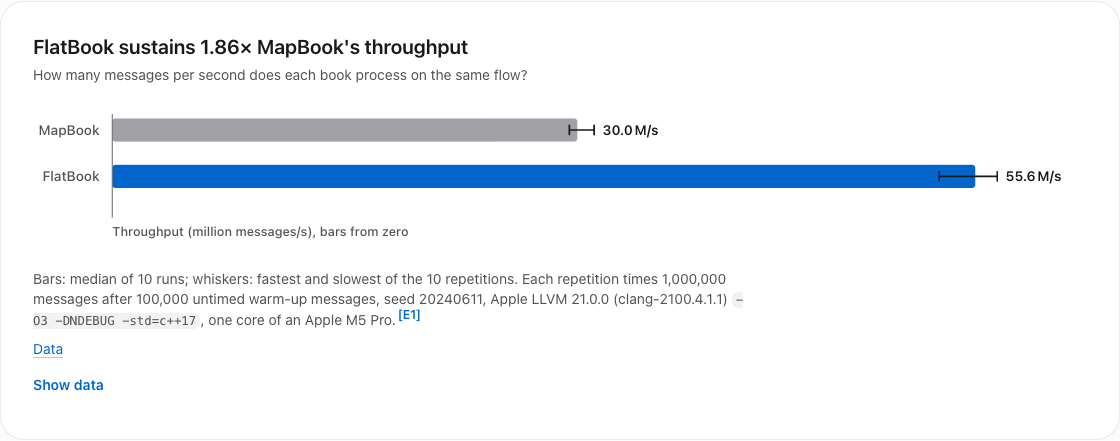 FlatBook sustains 1.86× MapBook's throughput
How many messages per second does each book process on the same flow?
MapBook
30.0 M/s
FlatBook
55.6 M/s
Throughput (million messages/s), bars from zero
Bars: median of 10 runs; whiskers: fastest and slowest of the 10 repetitions. Each repetition times 1,000,000
messages after 100,000 untimed warm-up messages, seed 20240611, Apple LLVM 21.0.0 (clang-2100.4.1.1) -
O3 -DNDEBUG -std=c++17, one core of an Apple M5 Pro. [E1]
Data
Show data